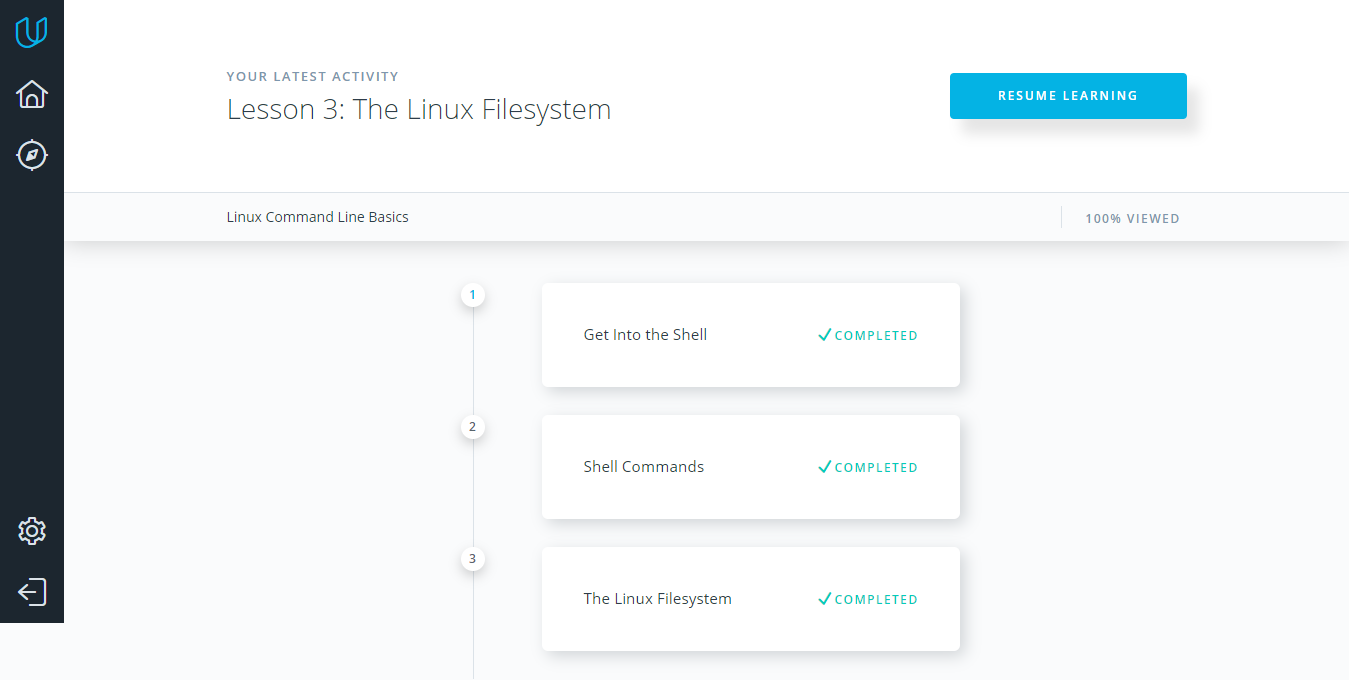 YOUR LATEST ACTIVITY
Lesson 3: The Linux Filesystem
RESUME LEARNING
Linux Command Line Basics
100% VIEWED
1
Get Into the Shell
COMPLETED
2
Shell Commands
COMPLETED
3
The Linux Filesystem
COMPLETED